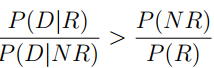 P(D|R) / P(D|NR) > P(NR) / P(R)